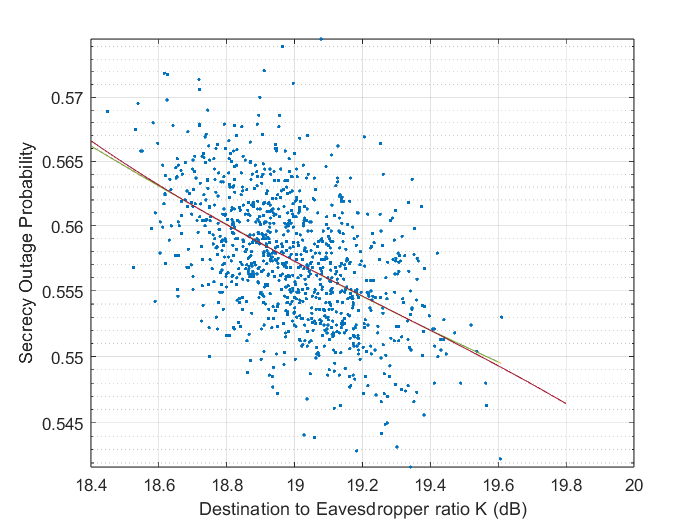 0.57
0.565
0.56
0.555
0.55
0.545
Secrecy Outage Probability
18.4 18.6 18.8 19 19.2 19.4 19.6 19.8 20
Destination to Eavesdropper ratio K (dB)